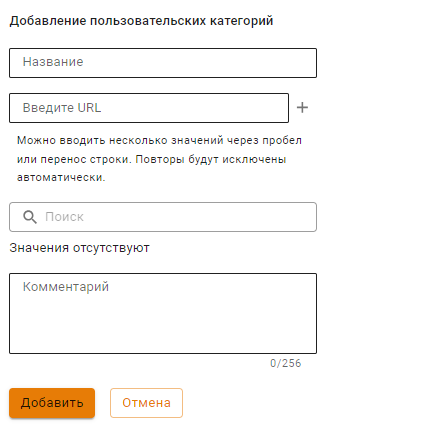 Добавление пользовательских категорий
Название
Введите URL
Можно вводить несколько значений через пробел
или перенос строки. Повторы будут исключены
автоматически.
Поиск
Значения отсутствуют
Комментарий
0/256
Добавить
Отмена